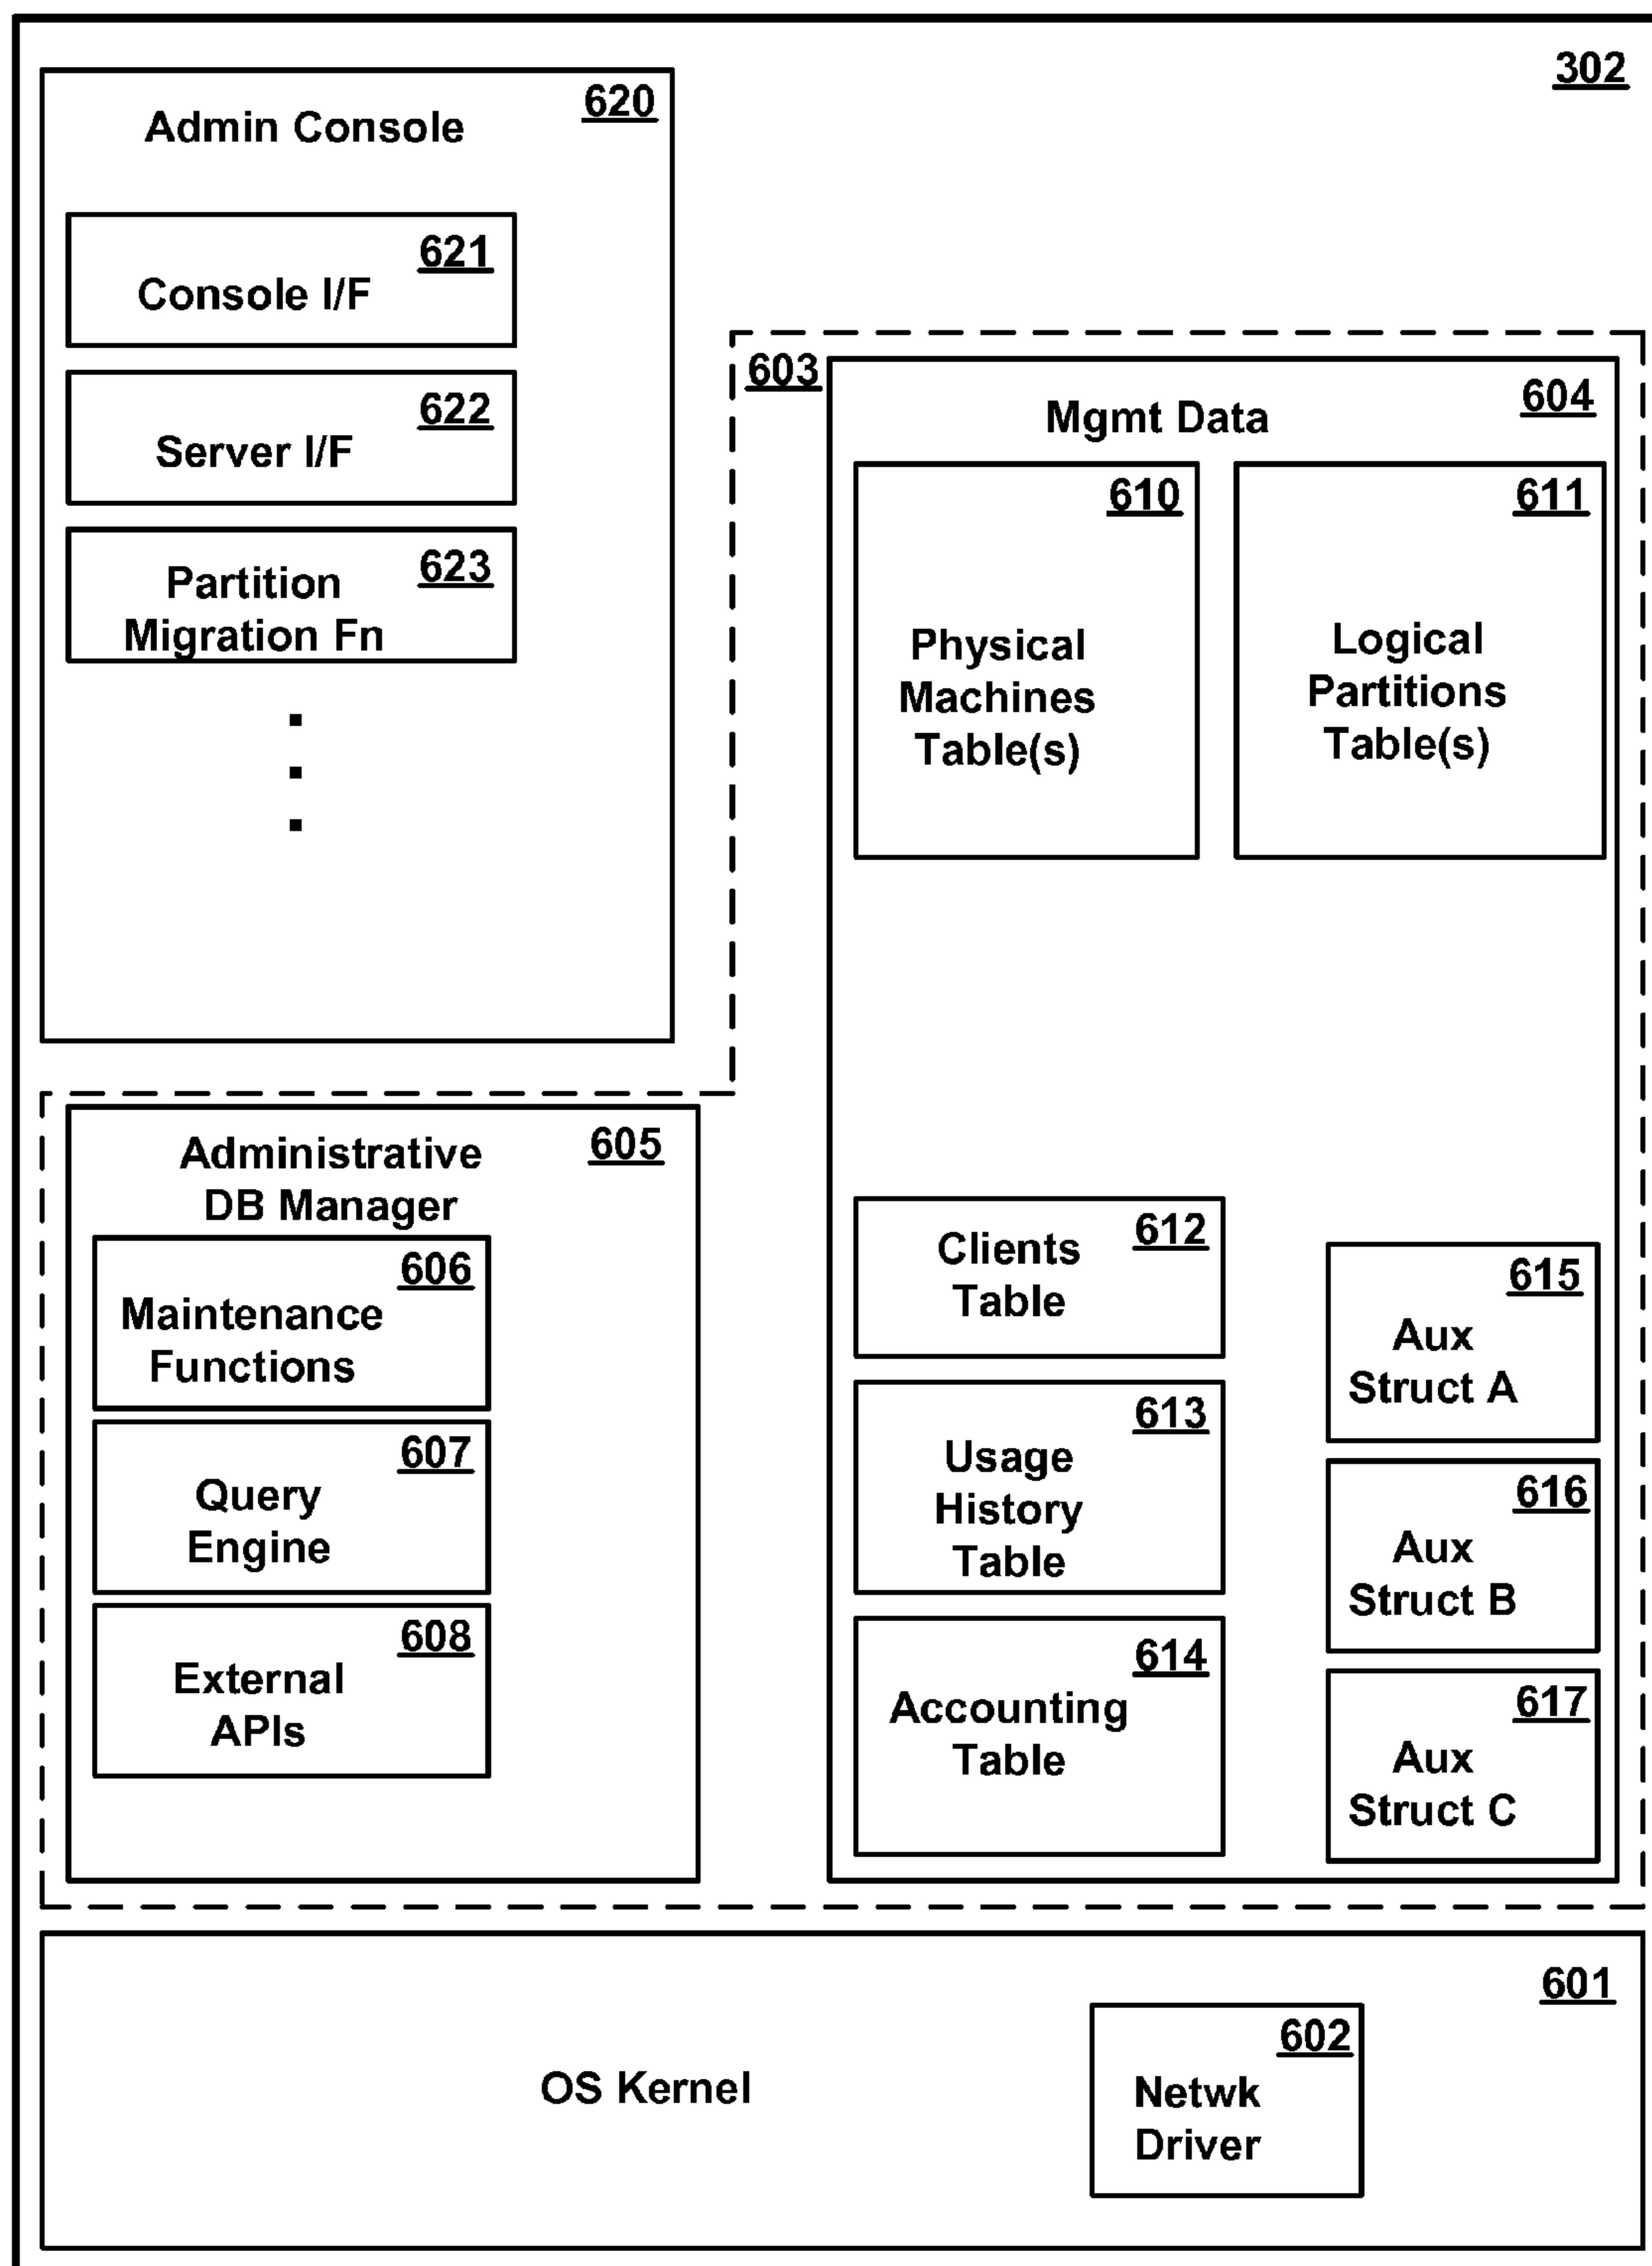 302
620
Admin Console
621
Console I/F
622
Server I/F
623
Partition
Migration Fn
603
604
Mgmt Data
610
Physical
Machines
Table(s)
611
Logical
Partitions
Table(s)
605
Administrative
DB Manager
606
Maintenance
Functions
607
Query
Engine
608
External
APIs
612
Clients
Table
613
Usage
History
Table
614
Accounting
Table
615
Aux
Struct A
616
Aux
Struct B
617
Aux
Struct C
601
OS Kernel
602
Netwk
Driver